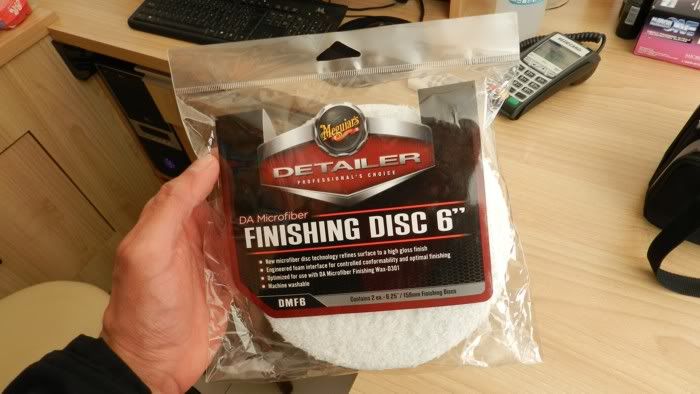 Meguiar's
DETAILER
PROFESSIONAL'S CHOICE
DA Microfiber
FINISHING DISC 6"
• New microfiber disc technology refines surface to a high gloss finish
• Engineered foam interface for controlled conformability and optimal finishing
• Optimized for use with DA Microfiber Finishing Wax-D301
• Machine washable
DMF6
Contains 2 ea. - 6.25" / 158mm Finishing Discs